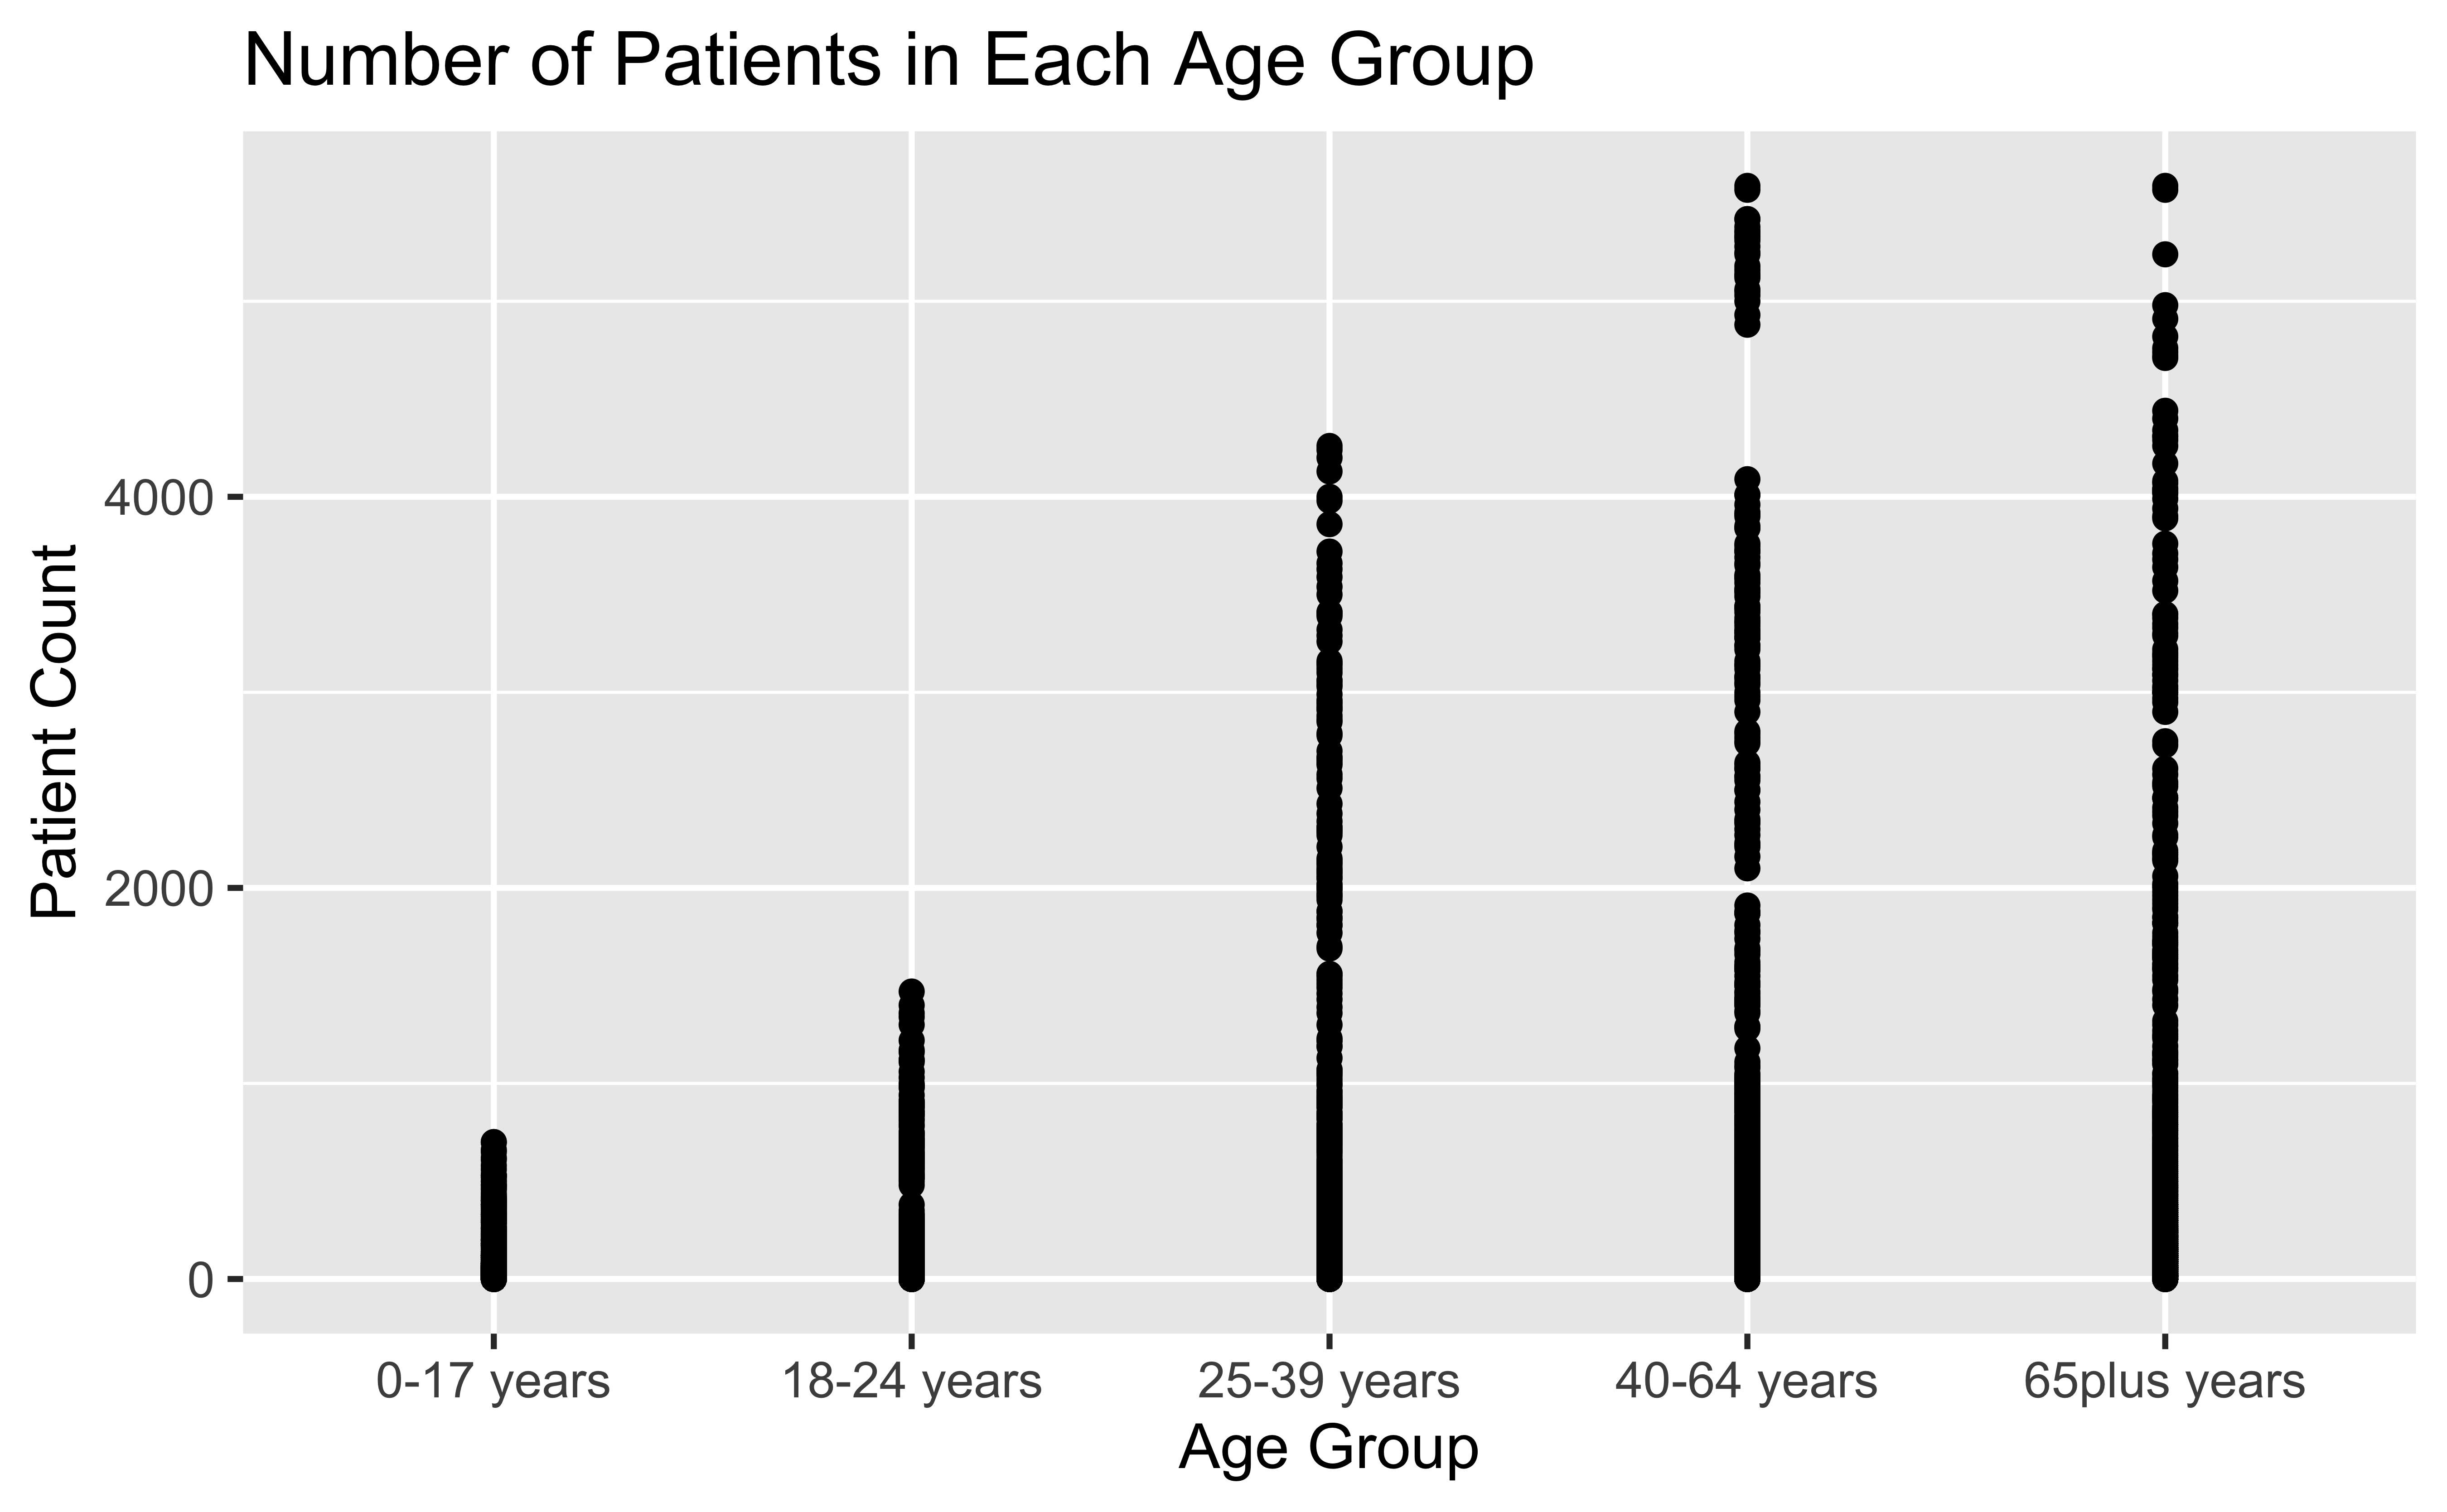 Number of Patients in Each Age Group
Patient Count
4000
2000
0
0-17 years
18-24 years
25-39 years
40-64 years
65plus years
Age Group